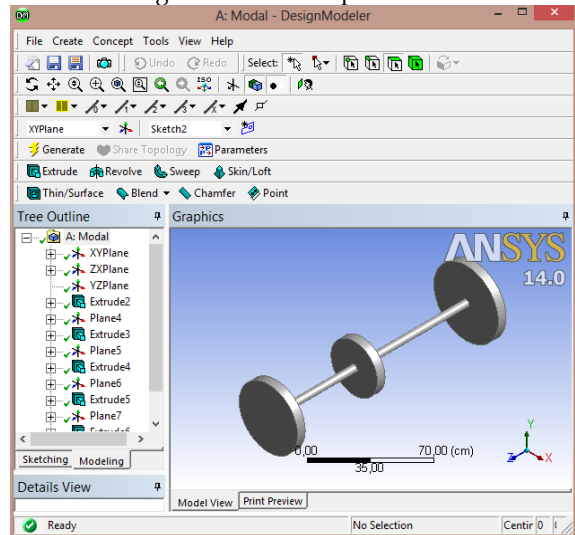 A: Modal - DesignModeler
File Create Concept Tools View Help
Undo Redo Select:
XYPlane Sketch2
Generate Share Topology Parameters
Extrude Revolve Sweep Skin/Loft
Thin/Surface Blend Chamfer Point
Tree Outline
A: Modal
XYPlane
ZXPlane
YZPlane
Extrude2
Plane4
Extrude3
Plane5
Extrude4
Plane6
Extrude5
Plane7
Sketching Modeling
Details View
Graphics
ANSYS
14.0
0,00 70,00 (cm)
35,00
Y
Z X
Model View Print Preview
Ready No Selection Centir 0